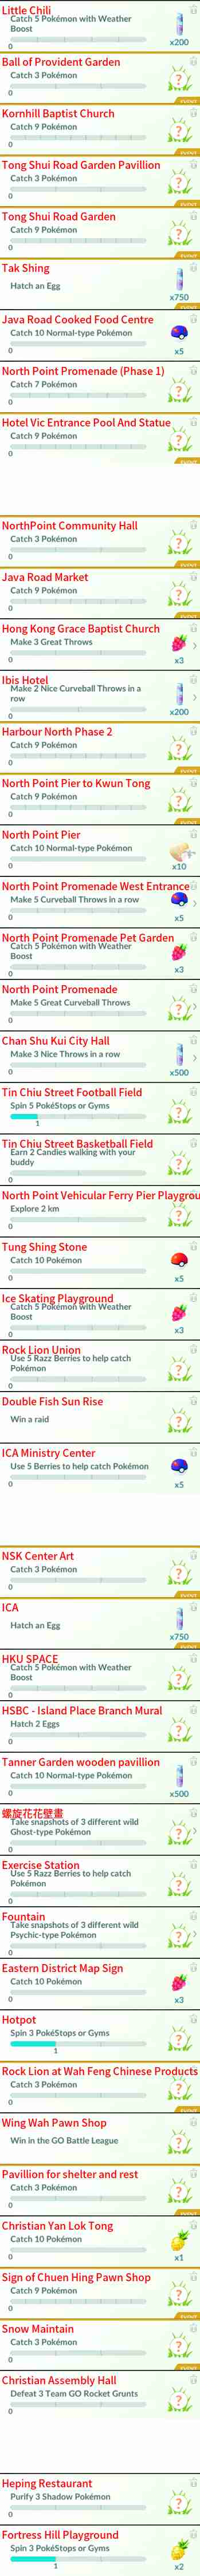 Little Chili
Catch 5 Pokémon with Weather
Boost
0
x200
Ball of Provident Garden
Catch 3 Pokémon
0
?
EVENT
Kornhill Baptist Church
Catch 9 Pokémon
0
?
EVENT
Tong Shui Road Garden Pavillion
Catch 3 Pokémon
0
?
EVENT
Tong Shui Road Garden
Catch 9 Pokémon
0
?
EVENT
Tak Shing
Hatch an Egg
x750
EVENT
Java Road Cooked Food Centre
Catch 10 Normal-type Pokémon
0
x5
North Point Promenade (Phase 1)
Catch 7 Pokémon
0
?
EVENT
Hotel Vic Entrance Pool And Statue
Catch 9 Pokémon
0
?
EVENT
NorthPoint Community Hall
Catch 3 Pokémon
0
?
EVENT
Java Road Market
Catch 9 Pokémon
0
?
EVENT
Hong Kong Grace Baptist Church
Make 3 Great Throws
0
x3
Ibis Hotel
Make 2 Nice Curveball Throws in a
row
0
x200
Harbour North Phase 2
Catch 9 Pokémon
0
?
EVENT
North Point Pier to Kwun Tong
Catch 9 Pokémon
0
?
EVENT
North Point Pier
Catch 10 Normal-type Pokémon
0
x10
North Point Promenade West Entrance
Make 5 Curveball Throws in a row
0
x5
North Point Promenade Pet Garden
Catch 5 Pokémon with Weather
Boost
0
x3
North Point Promenade
Make 5 Great Curveball Throws
0
?
Chan Shu Kui City Hall
Make 3 Nice Throws in a row
0
x500
Tin Chiu Street Football Field
Spin 5 PokéStops or Gyms
1
?
Tin Chiu Street Basketball Field
Earn 2 Candies walking with your
buddy
0
?
North Point Vehicular Ferry Pier Playgrou
Explore 2 km
0
?
Tung Shing Stone
Catch 10 Pokémon
0
x5
Ice Skating Playground
Catch 5 Pokémon with Weather
Boost
0
x3
Rock Lion Union
Use 5 Razz Berries to help catch
Pokémon
0
?
Double Fish Sun Rise
Win a raid
?
ICA Ministry Center
Use 5 Berries to help catch Pokémon
0
x5
NSK Center Art
Catch 3 Pokémon
0
?
EVENT
ICA
Hatch an Egg
x750
EVENT
HKU SPACE
Catch 5 Pokémon with Weather
Boost
0
?
HSBC - Island Place Branch Mural
Hatch 2 Eggs
0
?
Tanner Garden wooden pavillion
Catch 10 Normal-type Pokémon
0
x500
螺旋花花壁畫
Take snapshots of 3 different wild
Ghost-type Pokémon
0
?
Exercise Station
Use 5 Razz Berries to help catch
Pokémon
0
?
Fountain
Take snapshots of 3 different wild
Psychic-type Pokémon
0
?
Eastern District Map Sign
Catch 10 Pokémon
0
x3
Hotpot
Spin 3 PokéStops or Gyms
1
?
Rock Lion at Wah Feng Chinese Products
Catch 3 Pokémon
0
?
EVENT
Wing Wah Pawn Shop
Win in the GO Battle League
?
Pavillion for shelter and rest
Catch 3 Pokémon
0
?
EVENT
Christian Yan Lok Tong
Catch 10 Pokémon
0
x1
Sign of Chuen Hing Pawn Shop
Catch 9 Pokémon
0
?
EVENT
Snow Maintain
Catch 3 Pokémon
0
?
EVENT
Christian Assembly Hall
Defeat 3 Team GO Rocket Grunts
0
?
Heping Restaurant
Purify 3 Shadow Pokémon
0
?
Fortress Hill Playground
Spin 3 PokéStops or Gyms
1
x2